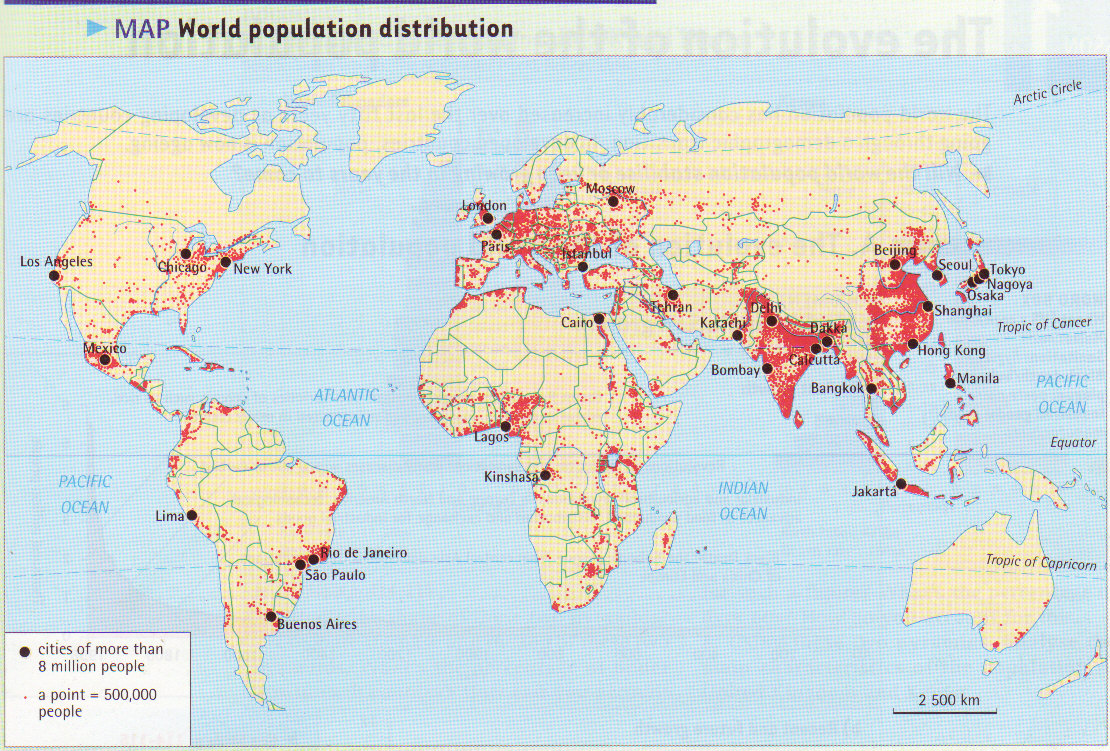 MAP World population distribution
Arctic Circle
Moscow
London
Paris
Istanbul
Beijing
Seoul
Tokyo
Nagoya
Osaka
Los Angeles
Chicago
New York
Tehran
Delhi
Shanghai
Cairo
Karachi
Dakka
Tropic of Cancer
Mexico
Calcutta
Hong Kong
Bombay
Bangkok
Manila
ATLANTIC
OCEAN
PACIFIC
OCEAN
Lagos
Equator
Kinshasa
PACIFIC
OCEAN
INDIAN
OCEAN
Jakarta
Lima
Rio de Janeiro
São Paulo
Tropic of Capricorn
Buenos Aires
cities of more than
8 million people
a point = 500,000
people
2 500 km